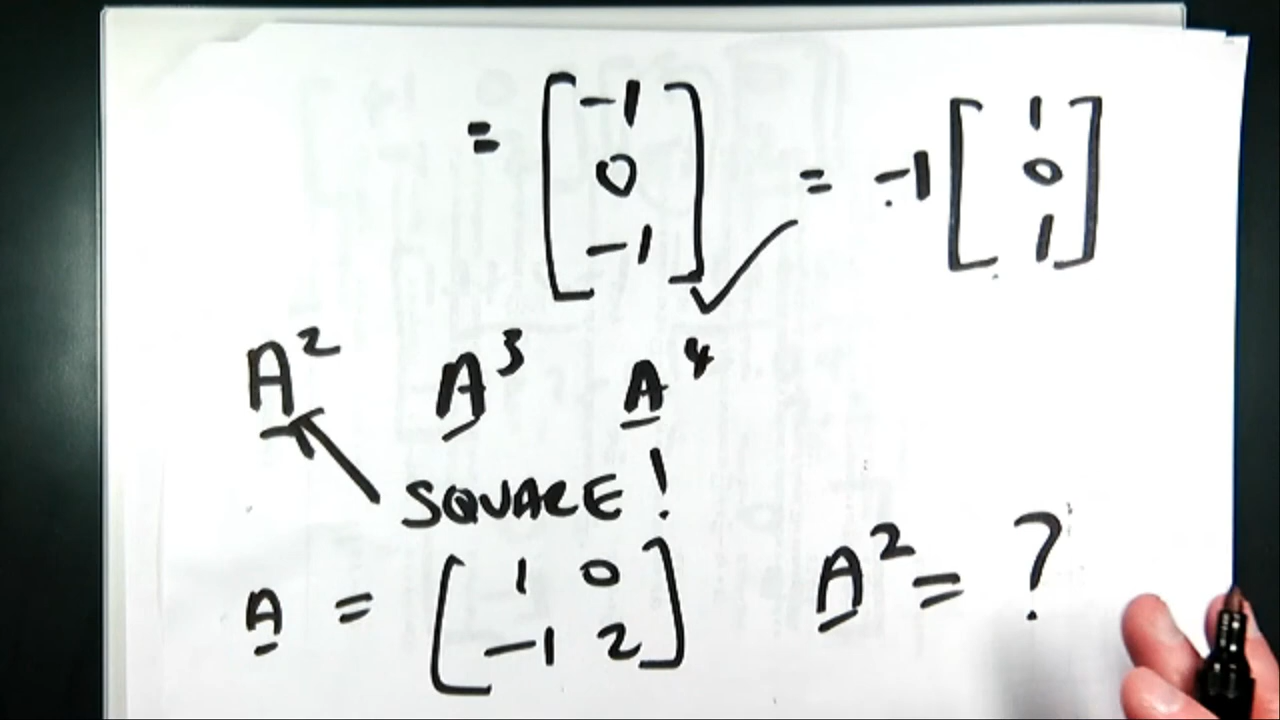 = [ -1 0 -1 ] = -1 [ 1 0 1 ]
A² A³ A⁴
SQUARE!
A = [ 1 0 -1 2 ] A² = ?